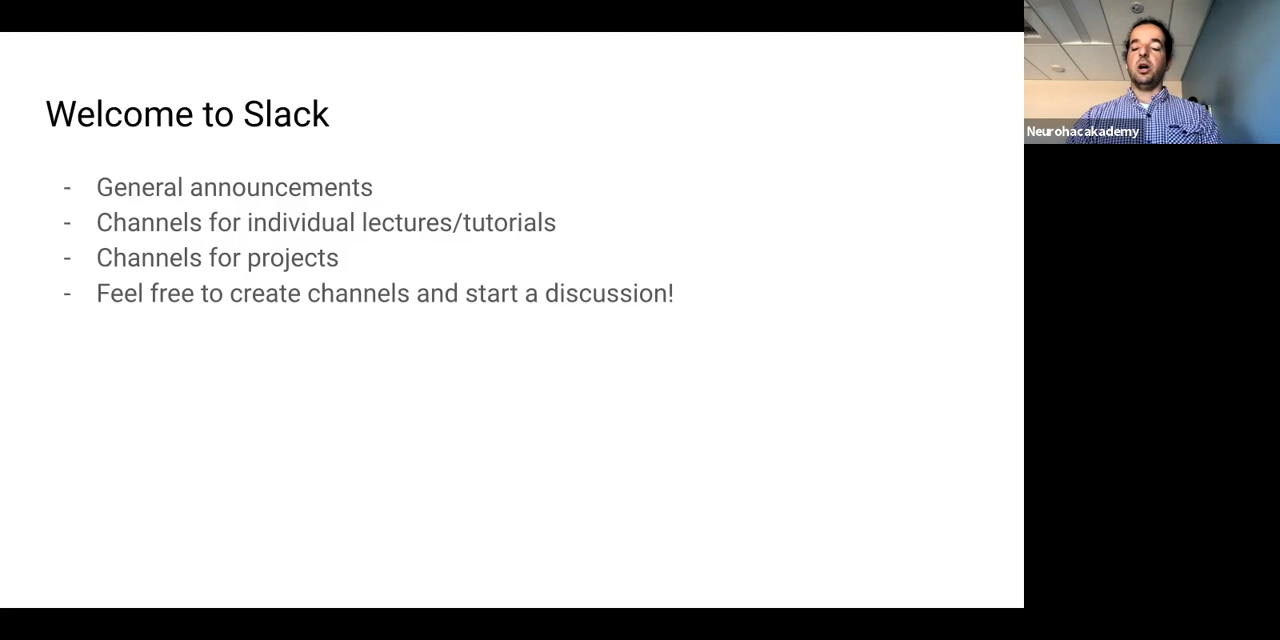 Welcome to Slack
- General announcements
- Channels for individual lectures/tutorials
- Channels for projects
- Feel free to create channels and start a discussion!
Neurohacakademy